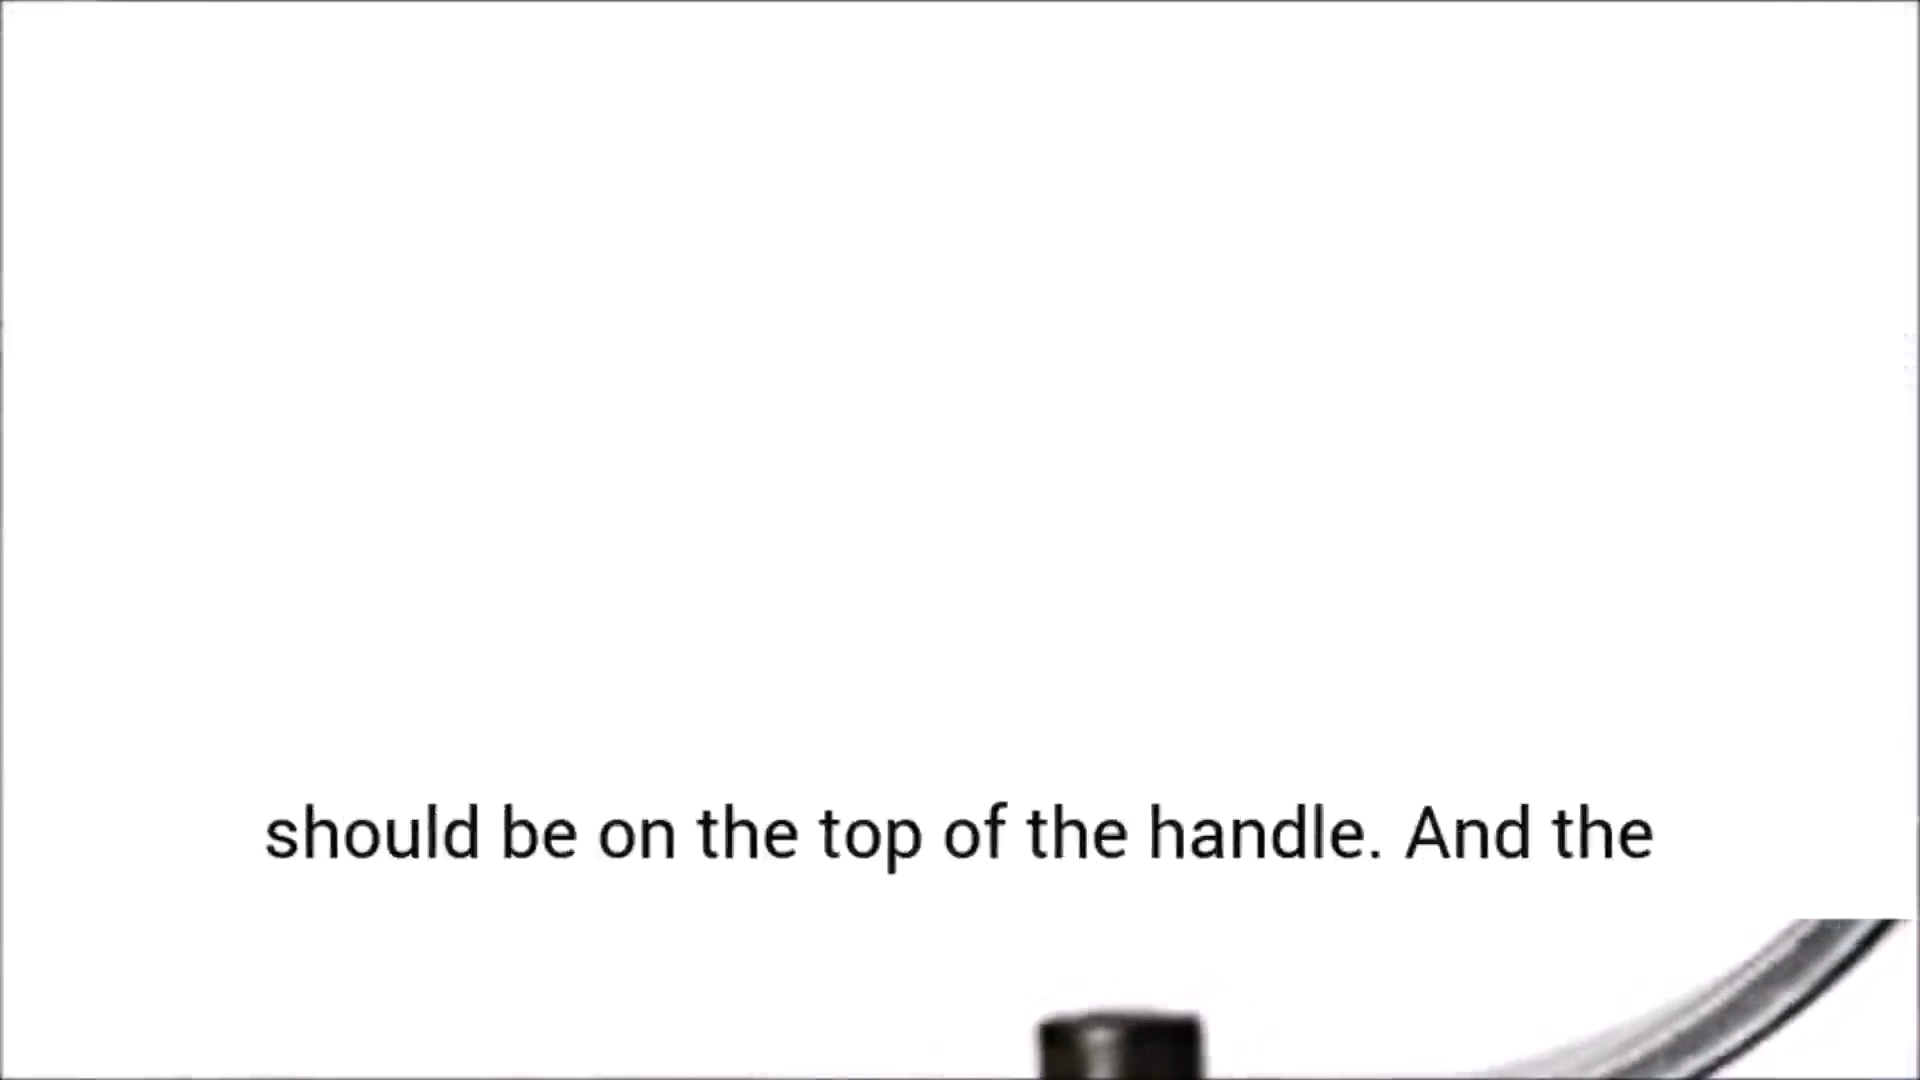 should be on the top of the handle. And the